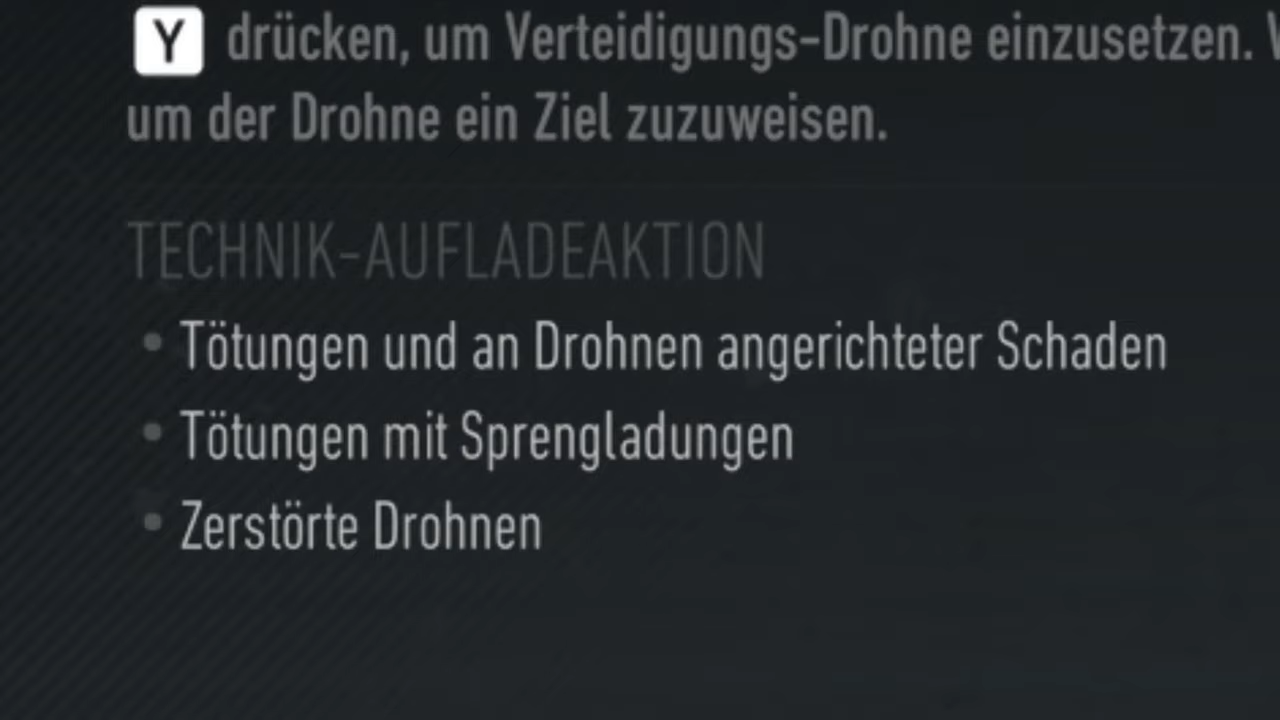 Y drücken, um Verteidigungs-Drohne einzusetzen.
um der Drohne ein Ziel zuzuweisen.
TECHNIK-AUFLADEAKTION
• Tötungen und an Drohnen angerichteter Schaden
• Tötungen mit Sprengladungen
• Zerstörte Drohnen